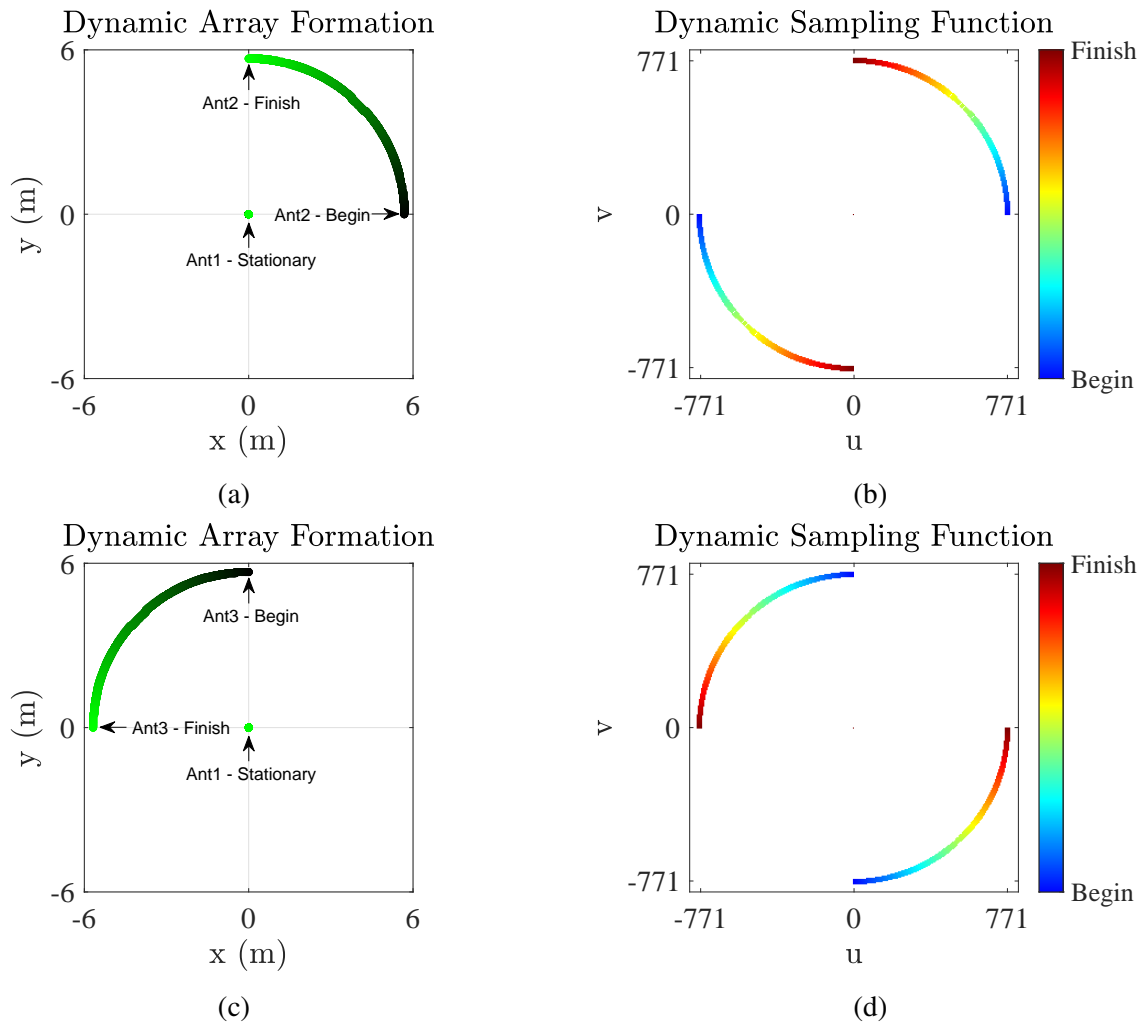 Dynamic Array Formation
6
Ant2 - Finish
y (m)
0
Ant2 - Begin
Ant1 - Stationary
-6
-6 0 6
x (m)
(a)
Dynamic Sampling Function
771
Finish
v
0
-771
Begin
-771 0 771
u
(b)
Dynamic Array Formation
6
Ant3 - Begin
y (m)
0
Ant3 - Finish
Ant1 - Stationary
-6
-6 0 6
x (m)
(c)
Dynamic Sampling Function
771
Finish
v
0
-771
Begin
-771 0 771
u
(d)